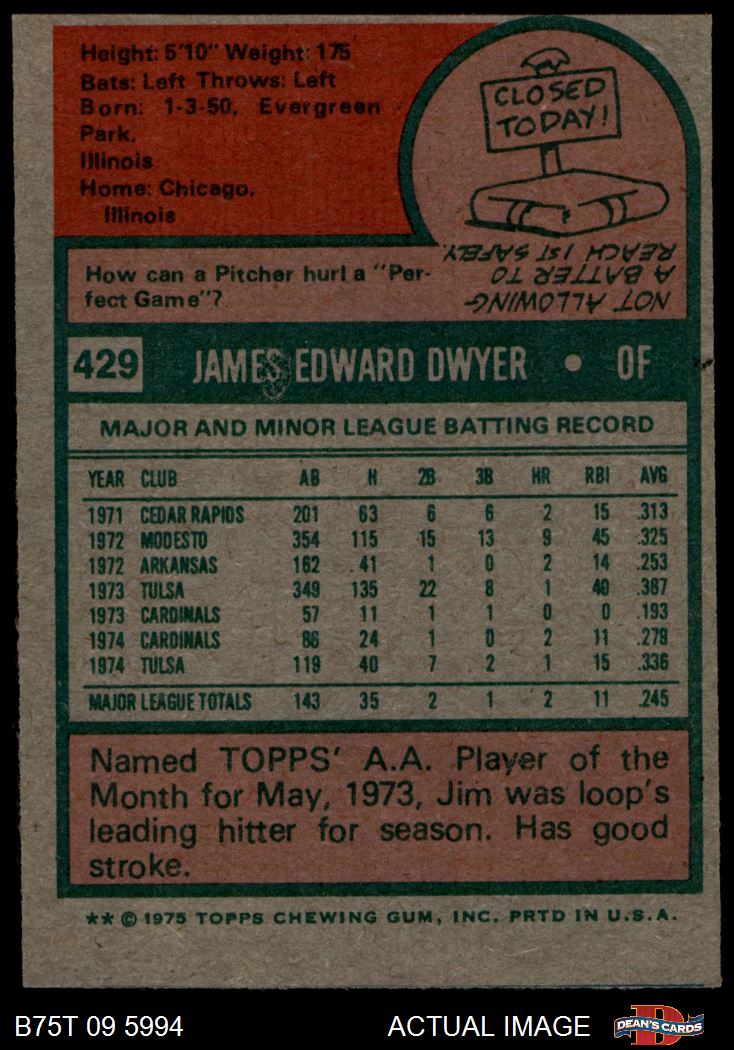 Height: 5'10" Weight: 175
Bats: Left Throws: Left
Born: 1-3-50, Evergreen
Park,
Illinois
Home: Chicago,
Illinois
CLOSED
TODAY!
How can a Pitcher hurl a "Per-
fect Game"?
NOT ALLOWING
A BATTER TO
REACH 1ST SAFELY.
429 JAMES EDWARD DWYER • OF
MAJOR AND MINOR LEAGUE BATTING RECORD
YEAR CLUB AB H 2B 3B HR RBI AVG
1971 CEDAR RAPIDS 201 63 6 6 2 15 .313
1972 MODESTO 354 115 15 13 9 45 .325
1972 ARKANSAS 162 41 1 0 2 14 .253
1973 TULSA 349 135 22 8 1 40 .387
1973 CARDINALS 57 11 1 1 0 0 .193
1974 CARDINALS 86 24 1 0 2 11 .279
1974 TULSA 119 40 7 2 1 15 .336
MAJOR LEAGUE TOTALS 143 35 2 1 2 11 .245
Named TOPPS' A.A. Player of the
Month for May, 1973, Jim was loop's
leading hitter for season. Has good
stroke.
** © 1975 TOPPS CHEWING GUM, INC. PRTD IN U.S.A.
B75T 09 5994 ACTUAL IMAGE D DEAN'S CARDS